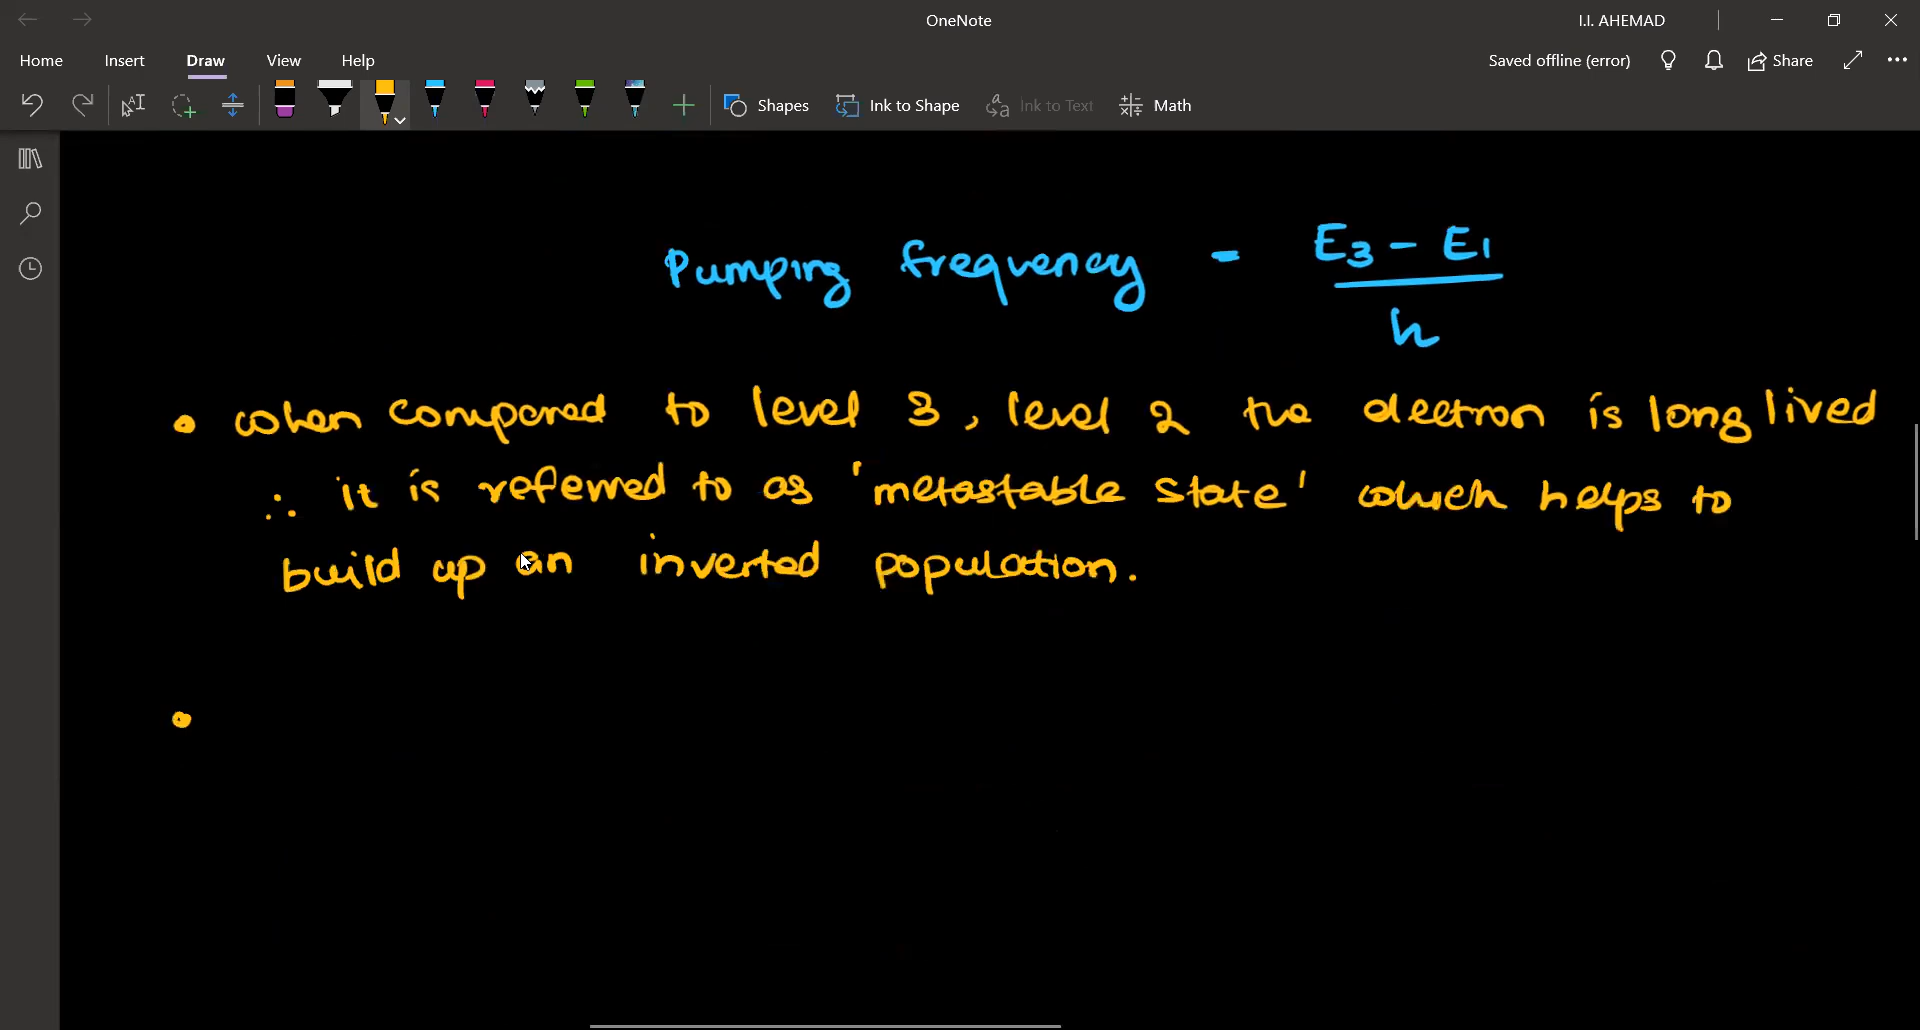 OneNote
I.I. AHEMAD
Home Insert Draw View Help
Saved offline (error) Share
Shapes Ink to Shape Ink to Text Math
Pumping frequency = E3 - E1
h
• when compared to level 3, level 2 the electron is long lived
∴ it is referred to as 'metastable state' which helps to
build up an inverted population.
•